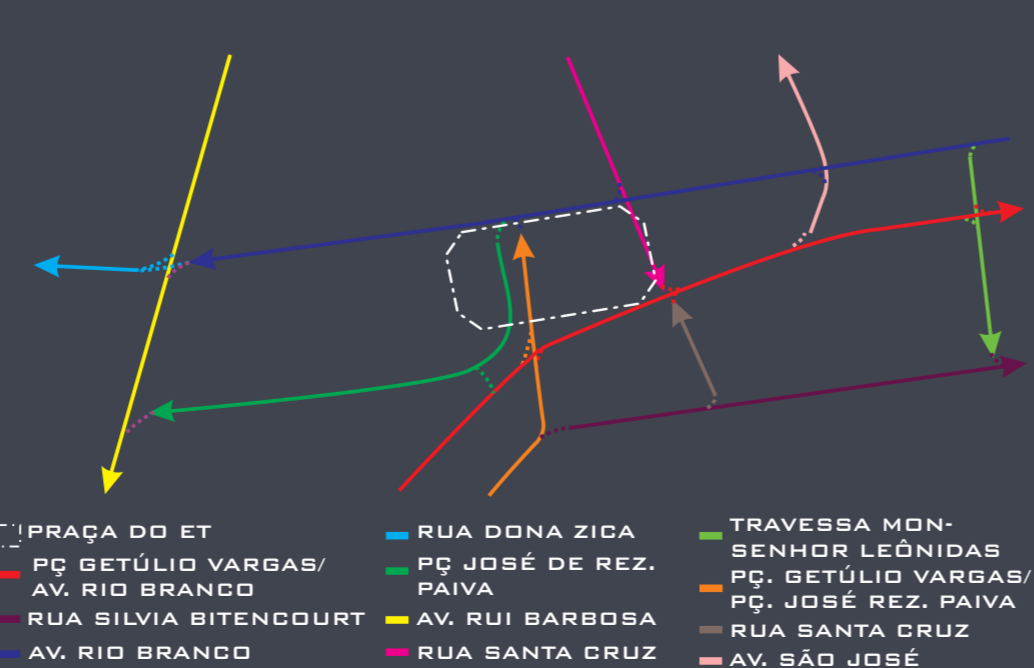 PRAÇA DO ET
PÇ GETÚLIO VARGAS/
AV. RIO BRANCO
RUA SILVIA BITENCOURT
AV. RIO BRANCO
RUA DONA ZICA
PÇ JOSÉ DE REZ.
PAIVA
AV. RUI BARBOSA
RUA SANTA CRUZ
TRAVESSA MON-
SENHOR LEÔNIDAS
PÇ. GETÚLIO VARGAS/
PÇ. JOSÉ REZ. PAIVA
RUA SANTA CRUZ
AV. SÃO JOSÉ